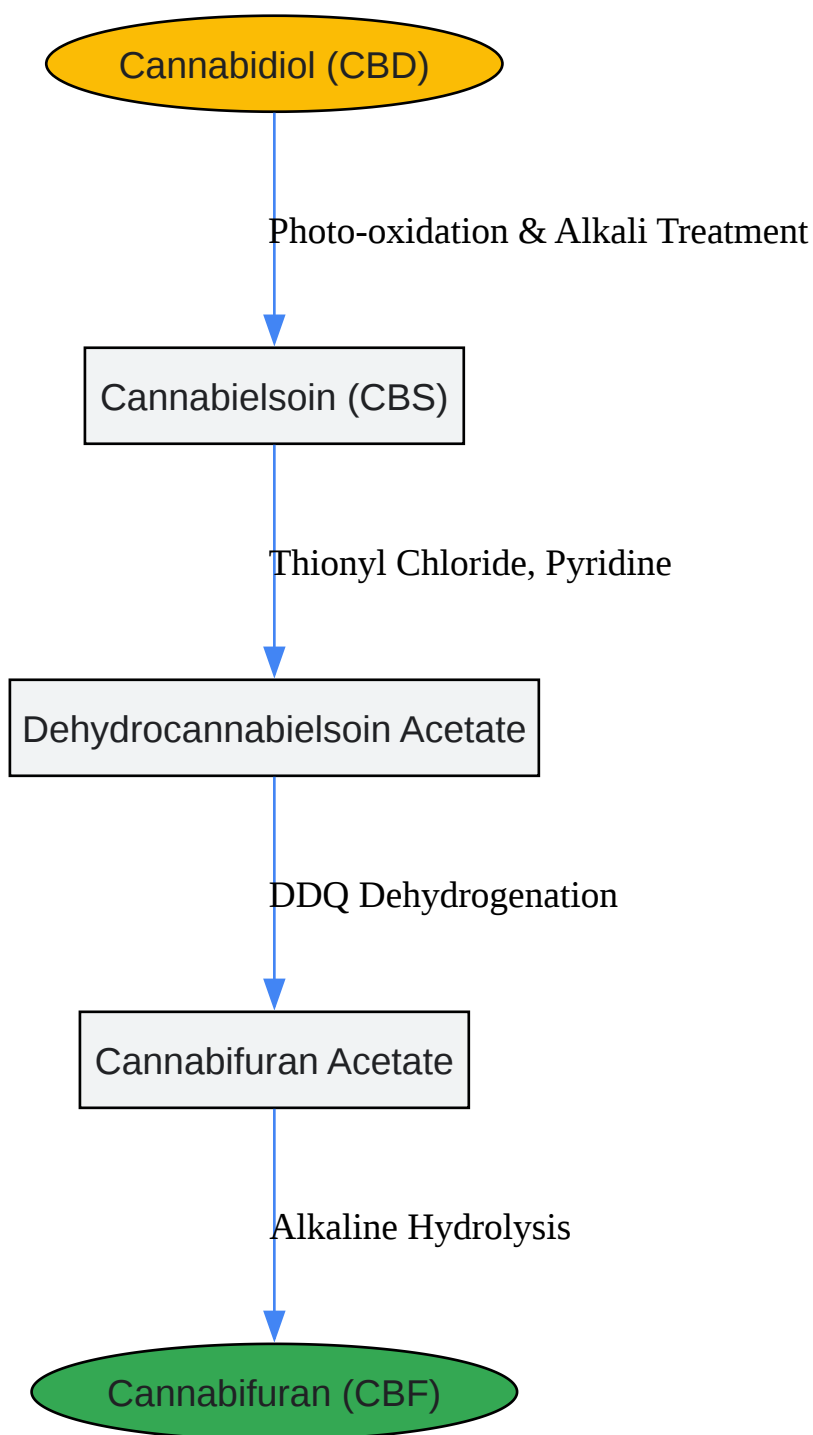 Cannabidiol (CBD)
Photo-oxidation & Alkali Treatment
Cannabielsoin (CBS)
Thionyl Chloride, Pyridine
Dehydrocannabielsoin Acetate
DDQ Dehydrogenation
Cannabifuran Acetate
Alkaline Hydrolysis
Cannabifuran (CBF)